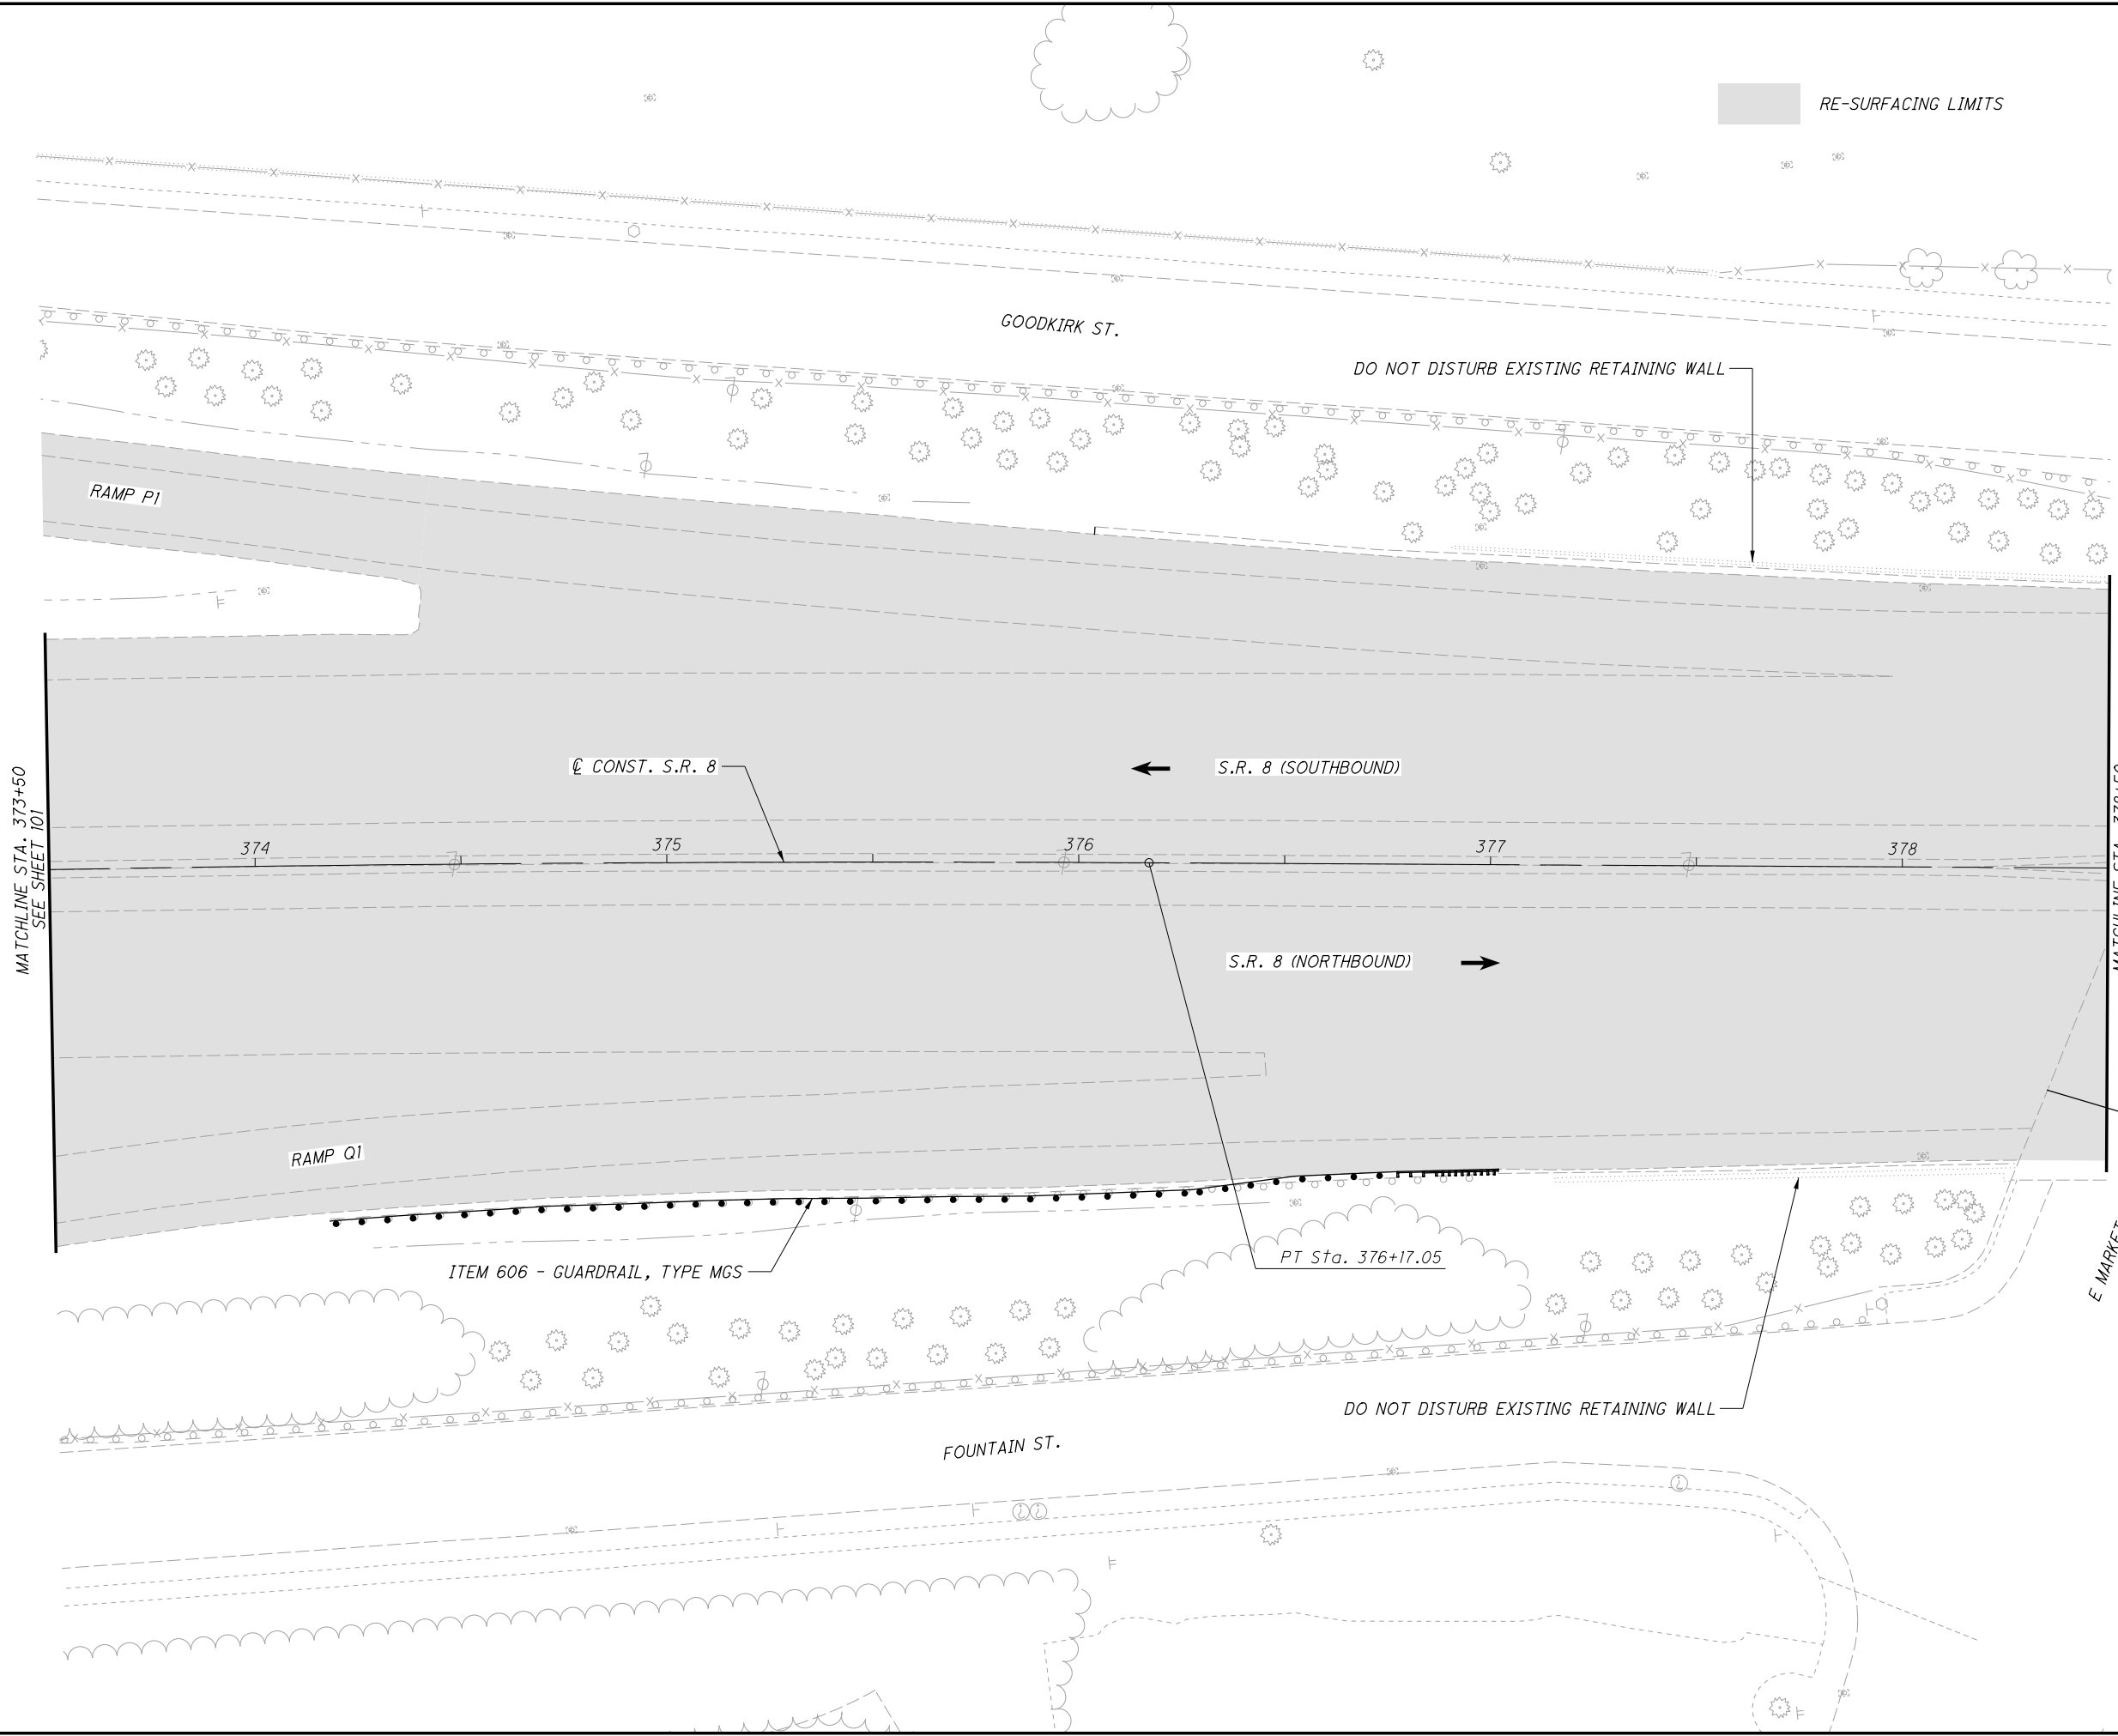 RE-SURFACING LIMITS
GOODKIRK ST.
DO NOT DISTURB EXISTING RETAINING WALL
RAMP P1
℄ CONST. S.R. 8
S.R. 8 (SOUTHBOUND)
MATCHLINE STA. 373+50
SEE SHEET 101
374
375
376
377
378
S.R. 8 (NORTHBOUND)
RAMP Q1
PT Sta. 376+17.05
ITEM 606 - GUARDRAIL, TYPE MGS
E MARKET
DO NOT DISTURB EXISTING RETAINING WALL
FOUNTAIN ST.